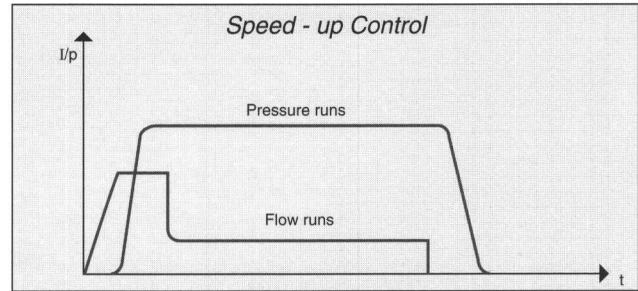 Speed - up Control
I/p
Pressure runs
Flow runs
t